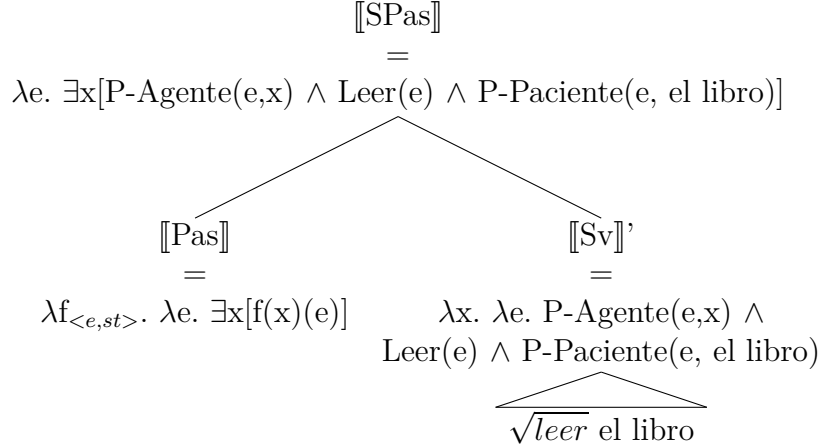 ⟦SPas⟧
=
λe. ∃x[P-Agente(e,x) ∧ Leer(e) ∧ P-Paciente(e, el libro)]
⟦Pas⟧
=
λf<e,st>. λe. ∃x[f(x)(e)]
⟦Sv⟧’
=
λx. λe. P-Agente(e,x) ∧
Leer(e) ∧ P-Paciente(e, el libro)
√leer el libro